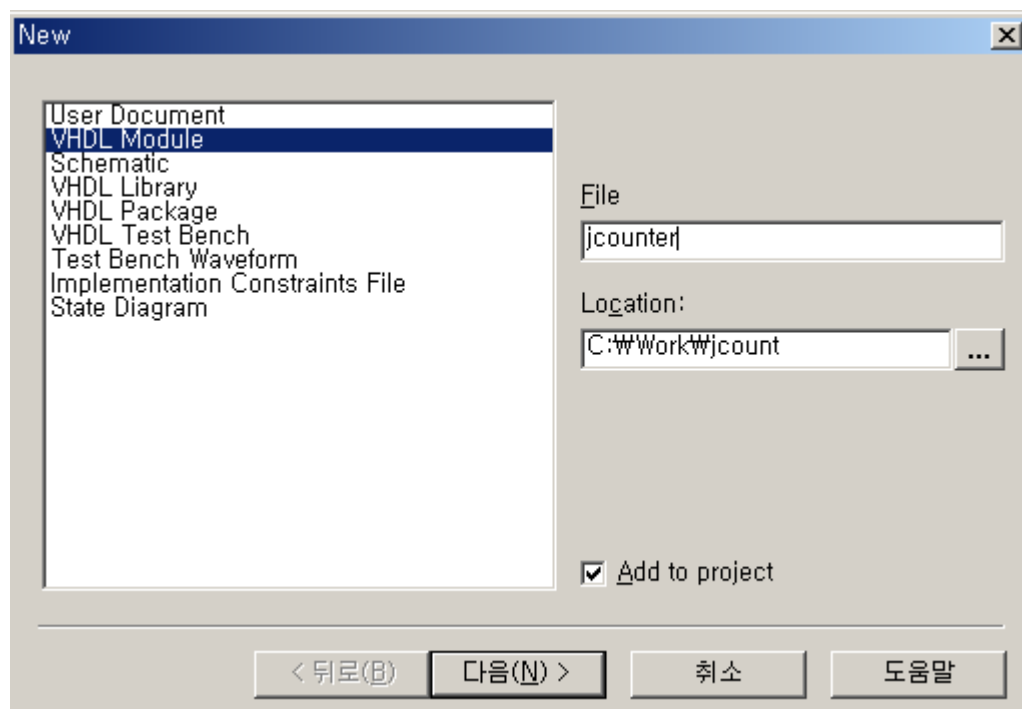 New
User Document
VHDL Module
Schematic
VHDL Library
VHDL Package
VHDL Test Bench
Test Bench Waveform
Implementation Constraints File
State Diagram
File
jcounter
Location:
C:₩Work₩jcount
...
Add to project
< 뒤로(B)
다음(N) >
취소
도움말